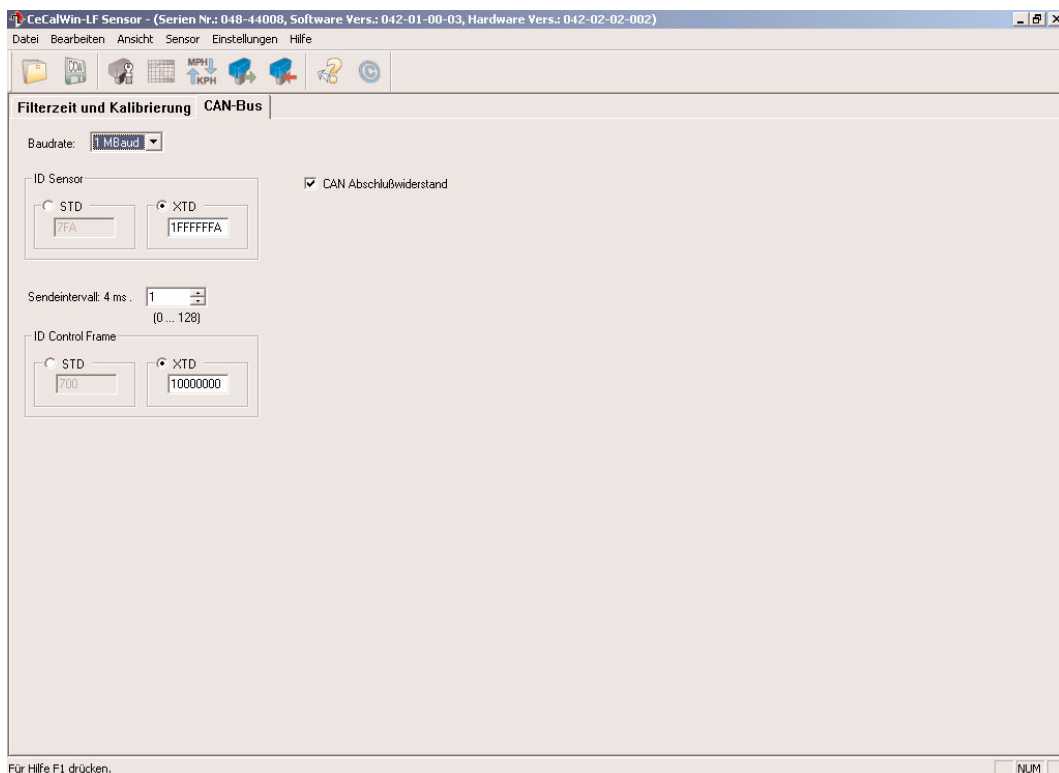 CeCalWin-LF Sensor - (Serien Nr.: 048-44008, Software Vers.: 042-01-00-03, Hardware Vers.: 042-02-02-002)
Datei Bearbeiten Ansicht Sensor Einstellungen Hilfe
MPH
KPH
Filterzeit und Kalibrierung CAN-Bus
Baudrate: 1 MBaud
ID Sensor
CAN Abschlußwiderstand
STD XTD
7FA 1FFFFFFA
Sendeintervall: 4 ms . 1
(0 ... 128)
ID Control Frame
STD XTD
700 10000000
Für Hilfe F1 drücken. NUM